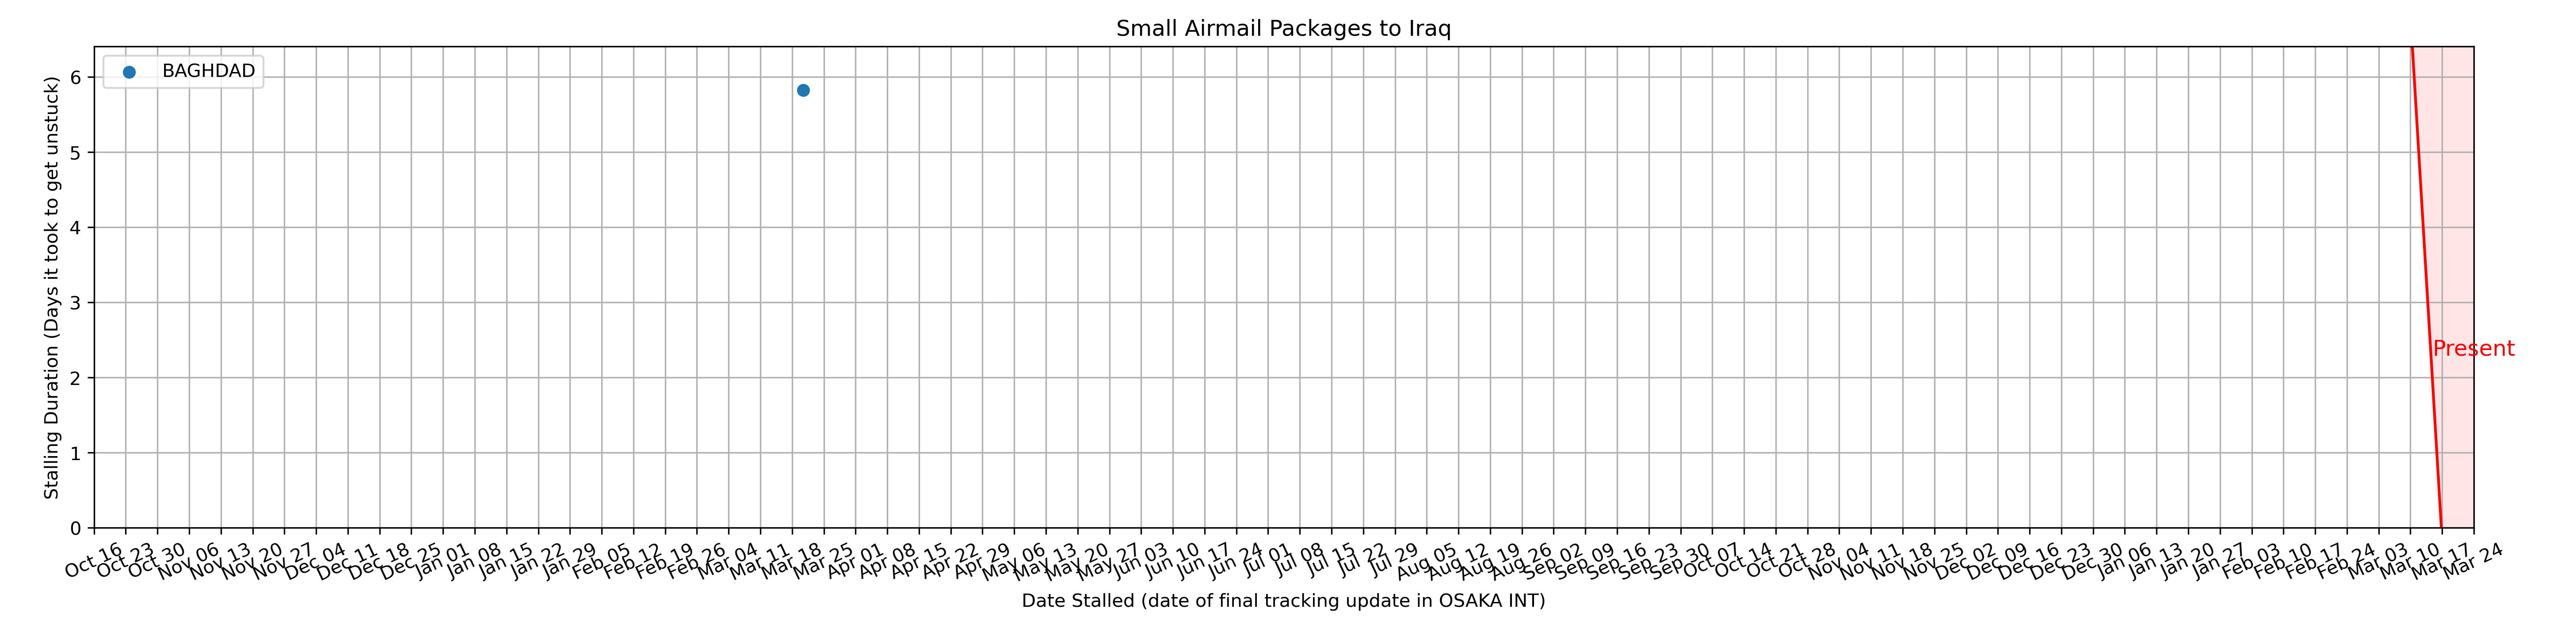 Small Airmail Packages to Iraq
BAGHDAD
Stalling Duration (Days it took to get unstuck)
6
5
4
3
2
1
0
Present
Oct 16
Oct 23
Oct 30
Nov 06
Nov 13
Nov 20
Nov 27
Dec 04
Dec 11
Dec 18
Dec 25
Jan 01
Jan 08
Jan 15
Jan 22
Jan 29
Feb 05
Feb 12
Feb 19
Feb 26
Mar 04
Mar 11
Mar 18
Mar 25
Apr 01
Apr 08
Apr 15
Apr 22
Apr 29
May 06
May 13
May 20
May 27
Jun 03
Jun 10
Jun 17
Jun 24
Jul 01
Jul 08
Jul 15
Jul 22
Jul 29
Aug 05
Aug 12
Aug 19
Aug 26
Sep 02
Sep 09
Sep 16
Sep 23
Sep 30
Oct 07
Oct 14
Oct 21
Oct 28
Nov 04
Nov 11
Nov 18
Nov 25
Dec 02
Dec 09
Dec 16
Dec 23
Dec 30
Jan 06
Jan 13
Jan 20
Jan 27
Feb 03
Feb 10
Feb 17
Feb 24
Mar 03
Mar 10
Mar 17
Mar 24
Date Stalled (date of final tracking update in OSAKA INT)